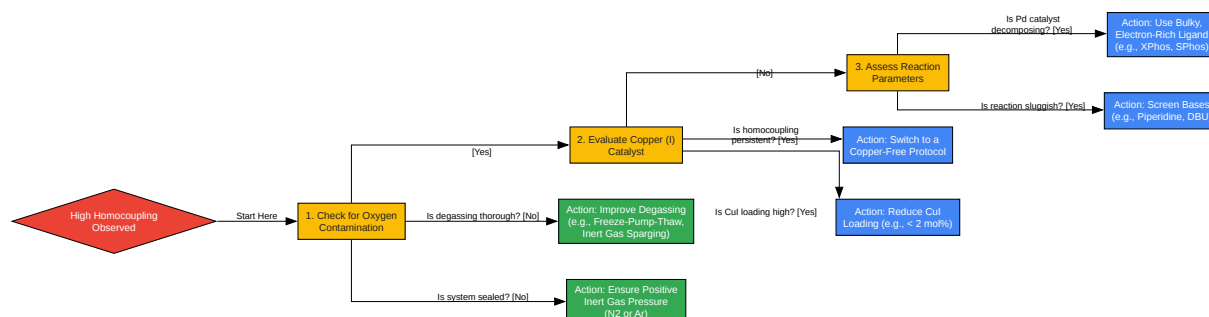 High Homocoupling
Observed
Start Here
1. Check for Oxygen
Contamination
[Yes]
Is degassing thorough? [No]
Is system sealed? [No]
Action: Improve Degassing
(e.g., Freeze-Pump-Thaw,
Inert Gas Sparging)
Action: Ensure Positive
Inert Gas Pressure
(N2 or Ar)
2. Evaluate Copper (I)
Catalyst
[No]
Is homocoupling
persistent? [Yes]
Action: Switch to a
Copper-Free Protocol
Is CuI loading high? [Yes]
Action: Reduce CuI
Loading (e.g., < 2 mol%)
3. Assess Reaction
Parameters
Is Pd catalyst
decomposing? [Yes]
Action: Use Bulky,
Electron-Rich Ligand
(e.g., XPhos, SPhos)
Is reaction sluggish? [Yes]
Action: Screen Bases
(e.g., Piperidine, DBU